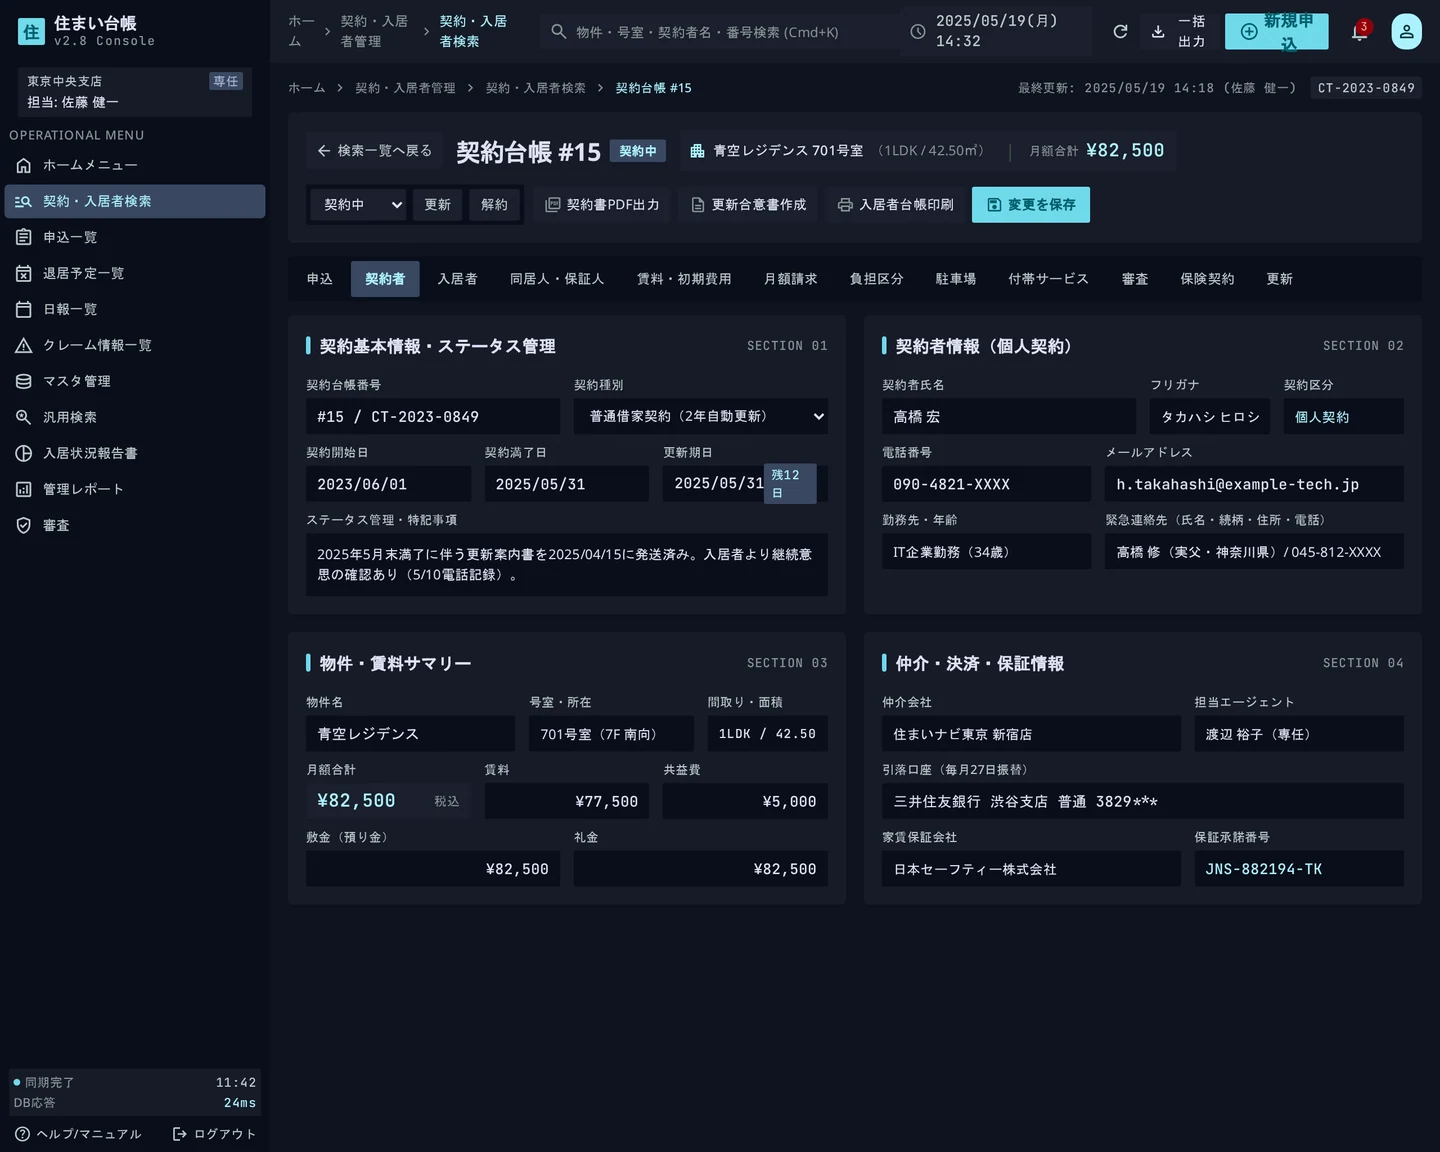 住
住まい台帳
v2.8 Console
東京中央支店
専任
担当: 佐藤 健一
OPERATIONAL MENU
ホームメニュー
契約・入居者検索
申込一覧
退居予定一覧
日報一覧
クレーム情報一覧
マスタ管理
汎用検索
入居状況報告書
管理レポート
審査
同期完了 11:42
DB応答 24ms
ヘルプ/マニュアル
ログアウト
ホーム > 契約・入居者管理 > 契約・入居者検索
物件・号室・契約者名・番号検索 (Cmd+K)
2025/05/19(月) 14:32
一括出力
新規申込
3
ホーム > 契約・入居者管理 > 契約・入居者検索 > 契約台帳 #15
最終更新: 2025/05/19 14:18 (佐藤 健一)
CT-2023-0849
検索一覧へ戻る
契約台帳 #15
契約中
青空レジデンス 701号室 (1LDK / 42.50㎡) | 月額合計 ¥82,500
契約中
更新
解約
契約書PDF出力
更新合意書作成
入居者台帳印刷
変更を保存
申込
契約者
入居者
同居人・保証人
賃料・初期費用
月額請求
負担区分
駐車場
付帯サービス
審査
保険契約
更新
契約基本情報・ステータス管理
SECTION 01
契約台帳番号
#15 / CT-2023-0849
契約種別
普通借家契約（2年自動更新）
契約開始日
2023/06/01
契約満了日
2025/05/31
更新期日
2025/05/31
残12日
ステータス管理・特記事項
2025年5月末満了に伴う更新案内書を2025/04/15に発送済み。入居者より継続意
思の確認あり（5/10電話記録）。
契約者情報（個人契約）
SECTION 02
契約者氏名
高橋 宏
フリガナ
タカハシ ヒロシ
契約区分
個人契約
電話番号
090-4821-XXXX
メールアドレス
h.takahashi@example-tech.jp
勤務先・年齢
IT企業勤務（34歳）
緊急連絡先（氏名・続柄・住所・電話）
高橋 修（実父・神奈川県）/ 045-812-XXXX
物件・賃料サマリー
SECTION 03
物件名
青空レジデンス
号室・所在
701号室（7F 南向）
間取り・面積
1LDK / 42.50
月額合計
¥82,500 税込
賃料
¥77,500
共益費
¥5,000
敷金（預り金）
¥82,500
礼金
¥82,500
仲介・決済・保証情報
SECTION 04
仲介会社
住まいナビ東京 新宿店
担当エージェント
渡辺 裕子（専任）
引落口座（毎月27日振替）
三井住友銀行 渋谷支店 普通 3829***
家賃保証会社
日本セーフティー株式会社
保証承諾番号
JNS-882194-TK